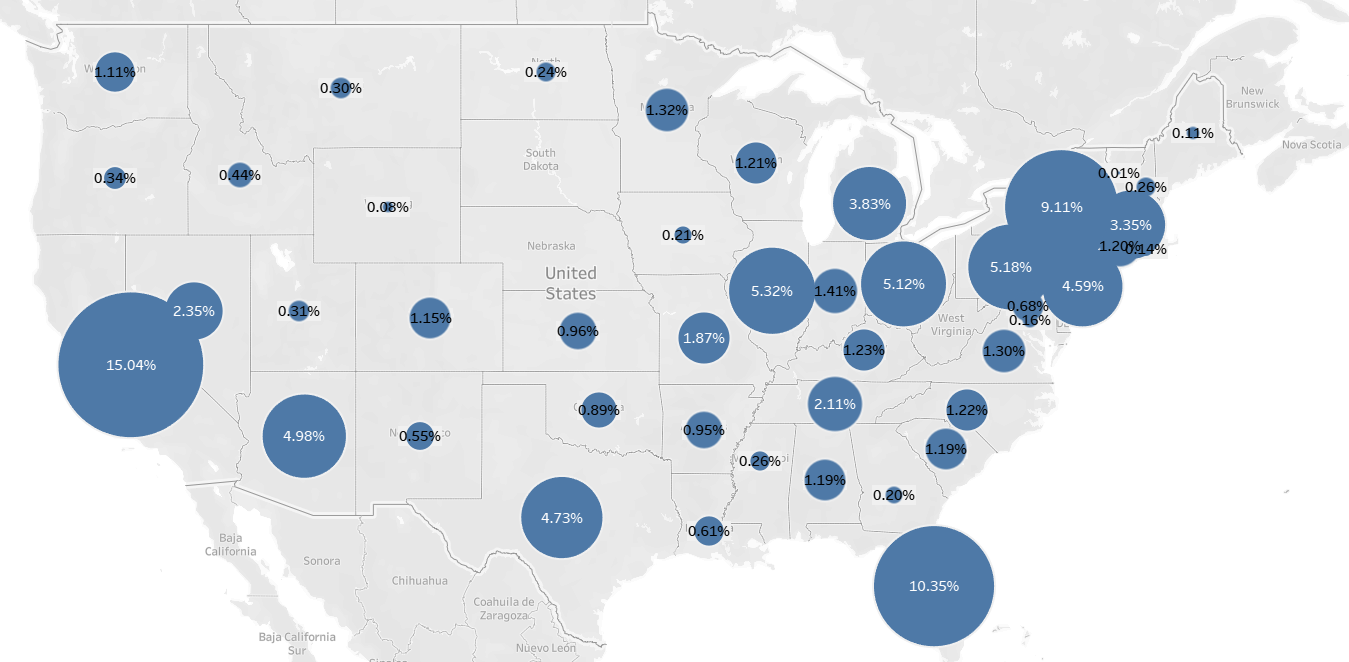 New
Brunswick
Nova Scotia
1.11%
0.30%
0.24%
1.32%
0.11%
0.34%
0.44%
South
Dakota
1.21%
0.01%
0.26%
0.08%
3.83%
9.11%
3.35%
0.21%
Nebraska
1.20%
0.14%
United
States
5.18%
4.59%
5.32%
1.41%
5.12%
2.35%
0.31%
1.15%
0.96%
1.87%
0.68%
0.16%
West
Virginia
1.23%
1.30%
15.04%
2.11%
1.22%
0.89%
0.95%
4.98%
0.55%
1.19%
0.26%
1.19%
0.20%
4.73%
0.61%
10.35%
Baja
California
Sonora
Chihuahua
Coahuila de
Zaragoza
Baja California
Sur
Nuevo León